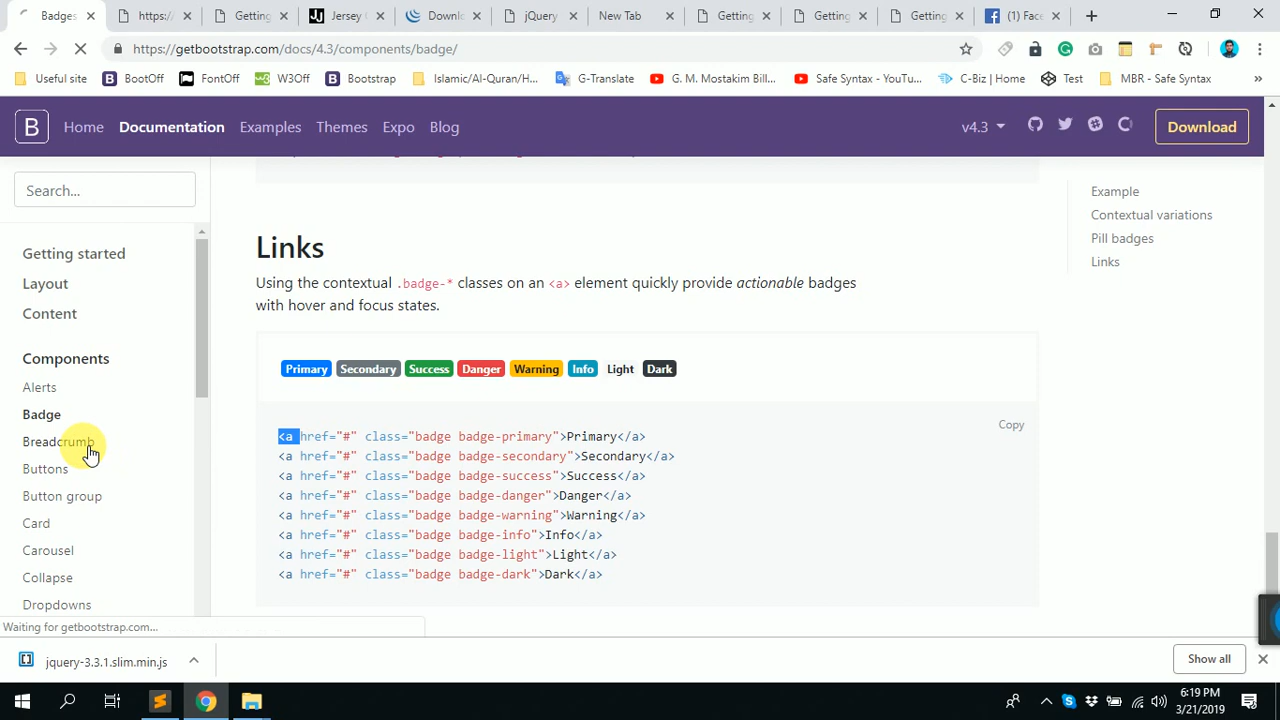 Badges
https://
Getting
Jersey
Downlo
jQuery
New Tab
Getting
Getting
Getting
(1) Face
https://getbootstrap.com/docs/4.3/components/badge/
Useful site
BootOff
FontOff
W3Off
Bootstrap
Islamic/Al-Quran/H...
G-Translate
G. M. Mostakim Bill...
Safe Syntax - YouTu...
C-Biz | Home
Test
MBR - Safe Syntax
»
B Home Documentation Examples Themes Expo Blog v4.3 Download
Search...
Getting started
Layout
Content
Components
Alerts
Badge
Breadcrumb
Buttons
Button group
Card
Carousel
Collapse
Dropdowns
Links
Using the contextual .badge-* classes on an <a> element quickly provide actionable badges
with hover and focus states.
Primary Secondary Success Danger Warning Info Light Dark
Copy
<a href="#" class="badge badge-primary">Primary</a>
<a href="#" class="badge badge-secondary">Secondary</a>
<a href="#" class="badge badge-success">Success</a>
<a href="#" class="badge badge-danger">Danger</a>
<a href="#" class="badge badge-warning">Warning</a>
<a href="#" class="badge badge-info">Info</a>
<a href="#" class="badge badge-light">Light</a>
<a href="#" class="badge badge-dark">Dark</a>
Example
Contextual variations
Pill badges
Links
Waiting for getbootstrap.com...
jquery-3.3.1.slim.min.js
Show all
6:19 PM
3/21/2019